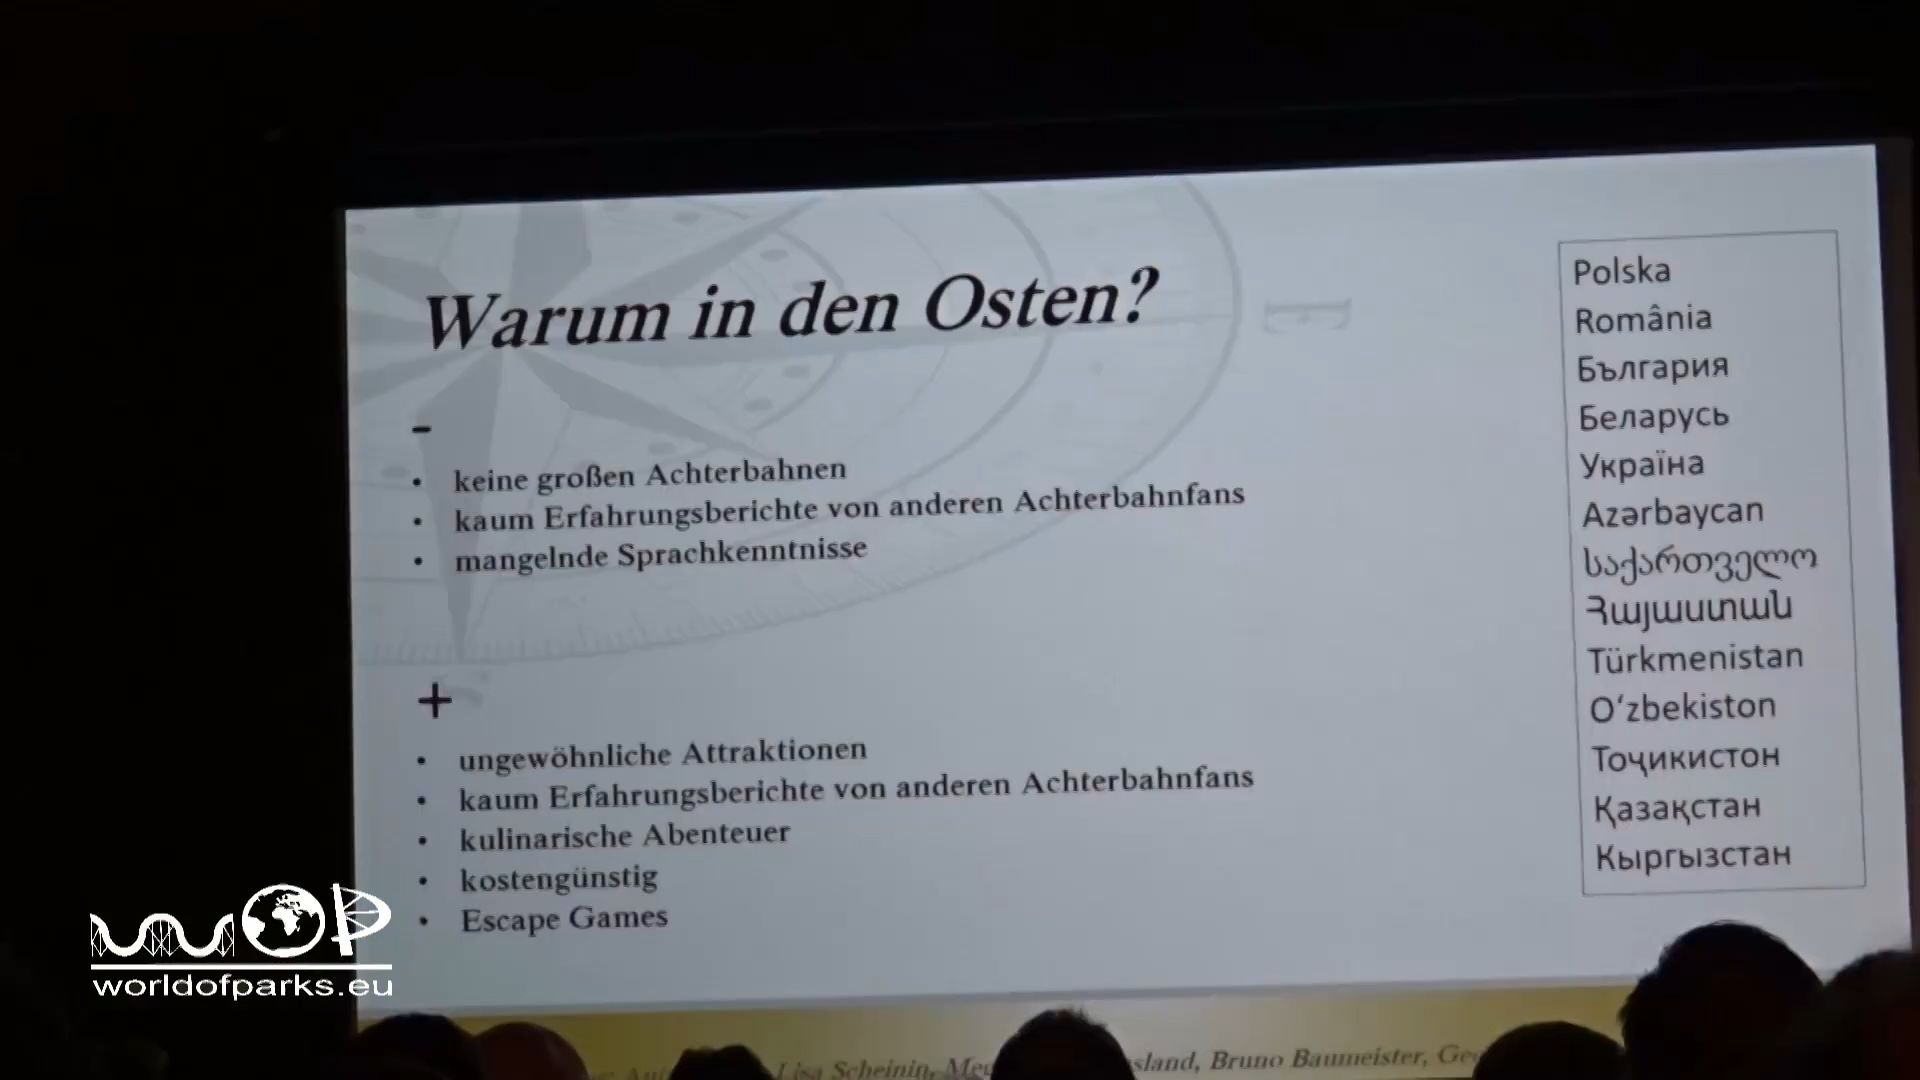 Warum in den Osten?
-
• keine großen Achterbahnen
• kaum Erfahrungsberichte von anderen Achterbahnfans
• mangelnde Sprachkenntnisse
+
• ungewöhnliche Attraktionen
• kaum Erfahrungsberichte von anderen Achterbahnfans
• kulinarische Abenteuer
• kostengünstig
• Escape Games
Polska
România
България
Беларусь
Україна
Azərbaycan
საქართველო
Հայաստան
Türkmenistan
Oʻzbekiston
Тоҷикистон
Қазақстан
Кыргызстан
E
Lisa Scheinin, Bruno Baumeister,
WOP
worldofparks.eu